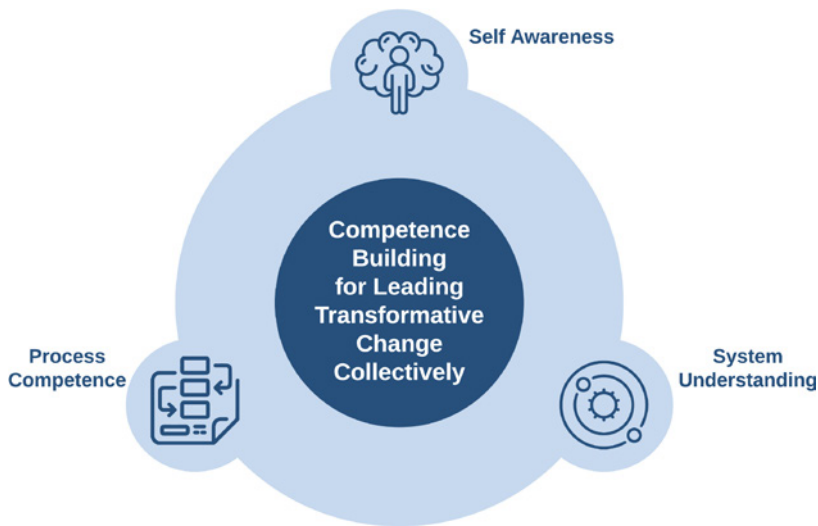 Self Awareness
Competence
Building
for Leading
Transformative
Change
Collectively
Process
Competence
System
Understanding